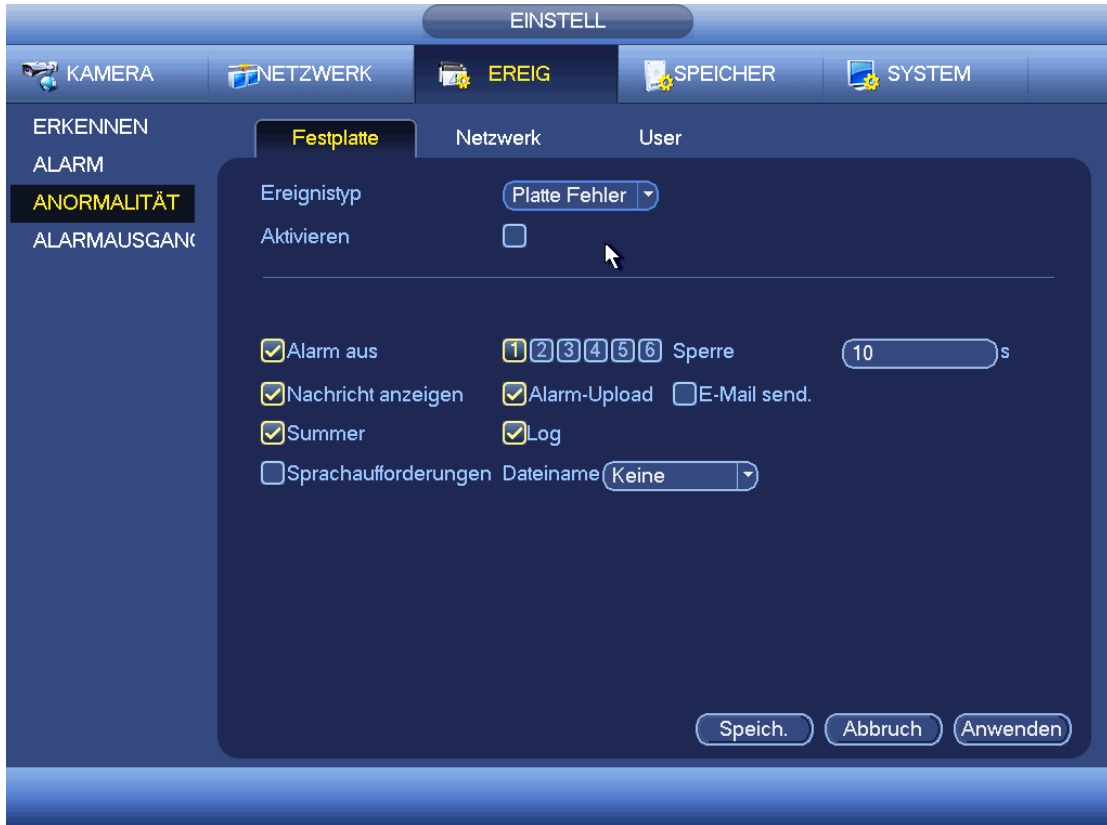 EINSTELL
KAMERA NETZWERK EREIG SPEICHER SYSTEM
ERKENNEN
ALARM
ANORMALITÄT
ALARMAUSGANG
Festplatte Netzwerk User
Ereignistyp Platte Fehler
Aktivieren
Alarm aus 1 2 3 4 5 6 Sperre 10 s
Nachricht anzeigen Alarm-Upload E-Mail send.
Summer Log
Sprachaufforderungen Dateiname Keine
Speich. Abbruch Anwenden